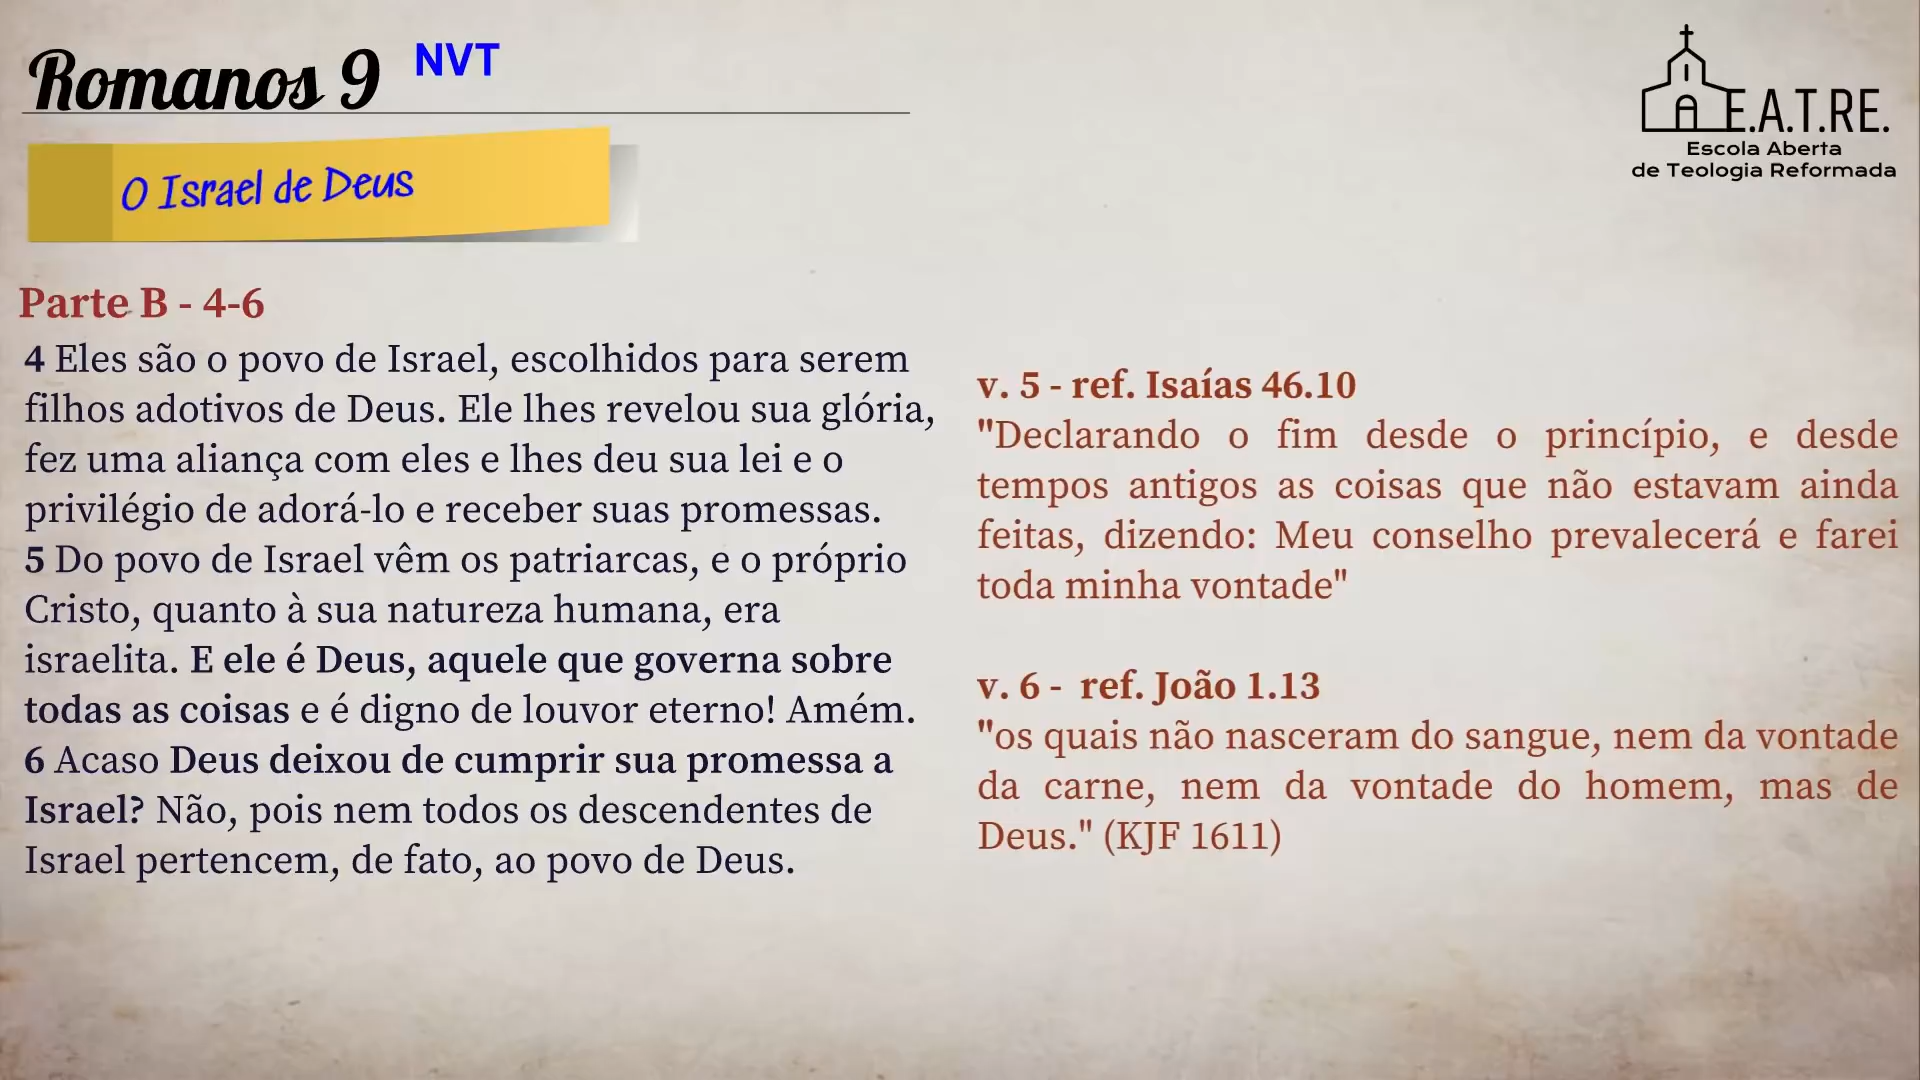 Romanos 9 NVT
E.A.T.RE.
Escola Aberta
de Teologia Reformada
O Israel de Deus
Parte B - 4-6
4 Eles são o povo de Israel, escolhidos para serem
filhos adotivos de Deus. Ele lhes revelou sua glória,
fez uma aliança com eles e lhes deu sua lei e o
privilégio de adorá-lo e receber suas promessas.
5 Do povo de Israel vêm os patriarcas, e o próprio
Cristo, quanto à sua natureza humana, era
israelita. E ele é Deus, aquele que governa sobre
todas as coisas e é digno de louvor eterno! Amém.
6 Acaso Deus deixou de cumprir sua promessa a
Israel? Não, pois nem todos os descendentes de
Israel pertencem, de fato, ao povo de Deus.
v. 5 - ref. Isaías 46.10
"Declarando o fim desde o princípio, e desde
tempos antigos as coisas que não estavam ainda
feitas, dizendo: Meu conselho prevalecerá e farei
toda minha vontade"
v. 6 - ref. João 1.13
"os quais não nasceram do sangue, nem da vontade
da carne, nem da vontade do homem, mas de
Deus." (KJF 1611)